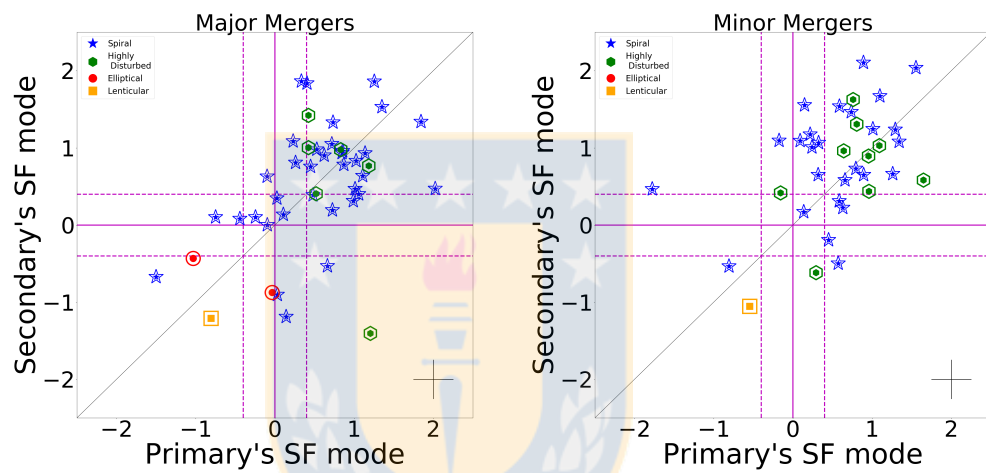 Major Mergers
Spiral
Highly
Disturbed
Elliptical
Lenticular
Secondary's SF mode
2
1
0
−1
−2
−2 −1 0 1 2
Primary's SF mode
Minor Mergers
Spiral
Highly
Disturbed
Elliptical
Lenticular
Secondary's SF mode
2
1
0
−1
−2
−2 −1 0 1 2
Primary's SF mode